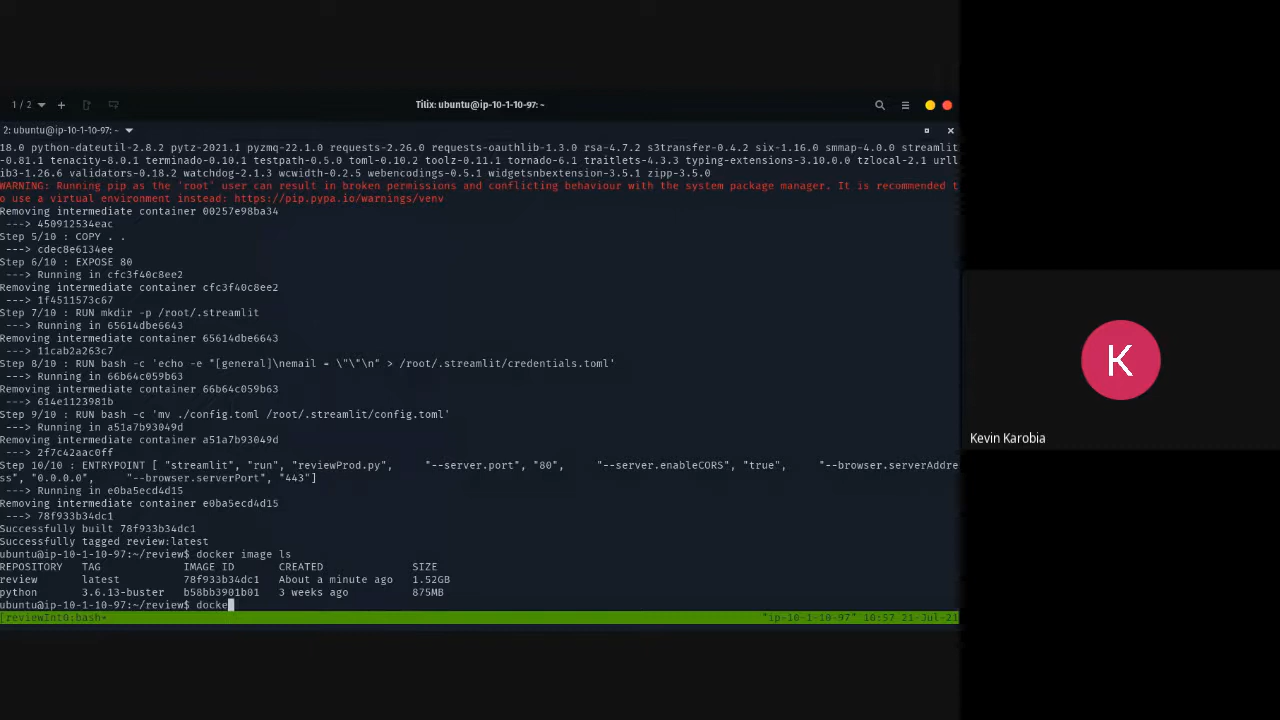 1 / 2
Tilix: ubuntu@ip-10-1-10-97: ~
2: ubuntu@ip-10-1-10-97: ~
18.0 python-dateutil-2.8.2 pytz-2021.1 pyzmq-22.1.0 requests-2.26.0 requests-oauthlib-1.3.0 rsa-4.7.2 s3transfer-0.4.2 six-1.16.0 smmap-4.0.0 streamlit
-0.81.1 tenacity-8.0.1 terminado-0.10.1 testpath-0.5.0 toml-0.10.2 toolz-0.11.1 tornado-6.1 traitlets-4.3.3 typing-extensions-3.10.0.0 tzlocal-2.1 urll
ib3-1.26.6 validators-0.18.2 watchdog-2.1.3 wcwidth-0.2.5 webencodings-0.5.1 widgetsnbextension-3.5.1 zipp-3.5.0
WARNING: Running pip as the 'root' user can result in broken permissions and conflicting behaviour with the system package manager. It is recommended t
o use a virtual environment instead: https://pip.pypa.io/warnings/venv
Removing intermediate container 00257e98ba34
---> 450912534eac
Step 5/10 : COPY . .
---> cdec8e6134ee
Step 6/10 : EXPOSE 80
---> Running in cfc3f40c8ee2
Removing intermediate container cfc3f40c8ee2
---> 1f4511573c67
Step 7/10 : RUN mkdir -p /root/.streamlit
---> Running in 65614dbe6643
Removing intermediate container 65614dbe6643
---> 11cab2a263c7
Step 8/10 : RUN bash -c 'echo -e "[general]\nemail = \"\"\n" > /root/.streamlit/credentials.toml'
---> Running in 66b64c059b63
Removing intermediate container 66b64c059b63
---> 614e1123981b
Step 9/10 : RUN bash -c 'mv ./config.toml /root/.streamlit/config.toml'
---> Running in a51a7b93049d
Removing intermediate container a51a7b93049d
---> 2f7c42aac0ff
Step 10/10 : ENTRYPOINT [ "streamlit", "run", "reviewProd.py", "--server.port", "80", "--server.enableCORS", "true", "--browser.serverAddre
ss", "0.0.0.0", "--browser.serverPort", "443"]
---> Running in e0ba5ecd4d15
Removing intermediate container e0ba5ecd4d15
---> 78f933b34dc1
Successfully built 78f933b34dc1
Successfully tagged review:latest
ubuntu@ip-10-1-10-97:~/review$ docker image ls
REPOSITORY TAG IMAGE ID CREATED SIZE
review latest 78f933b34dc1 About a minute ago 1.52GB
python 3.6.13-buster b58bb3901b01 3 weeks ago 875MB
ubuntu@ip-10-1-10-97:~/review$ docke
[reviewInt0:bash* "ip-10-1-10-97" 10:57 21-Jul-21
K
Kevin Karobia